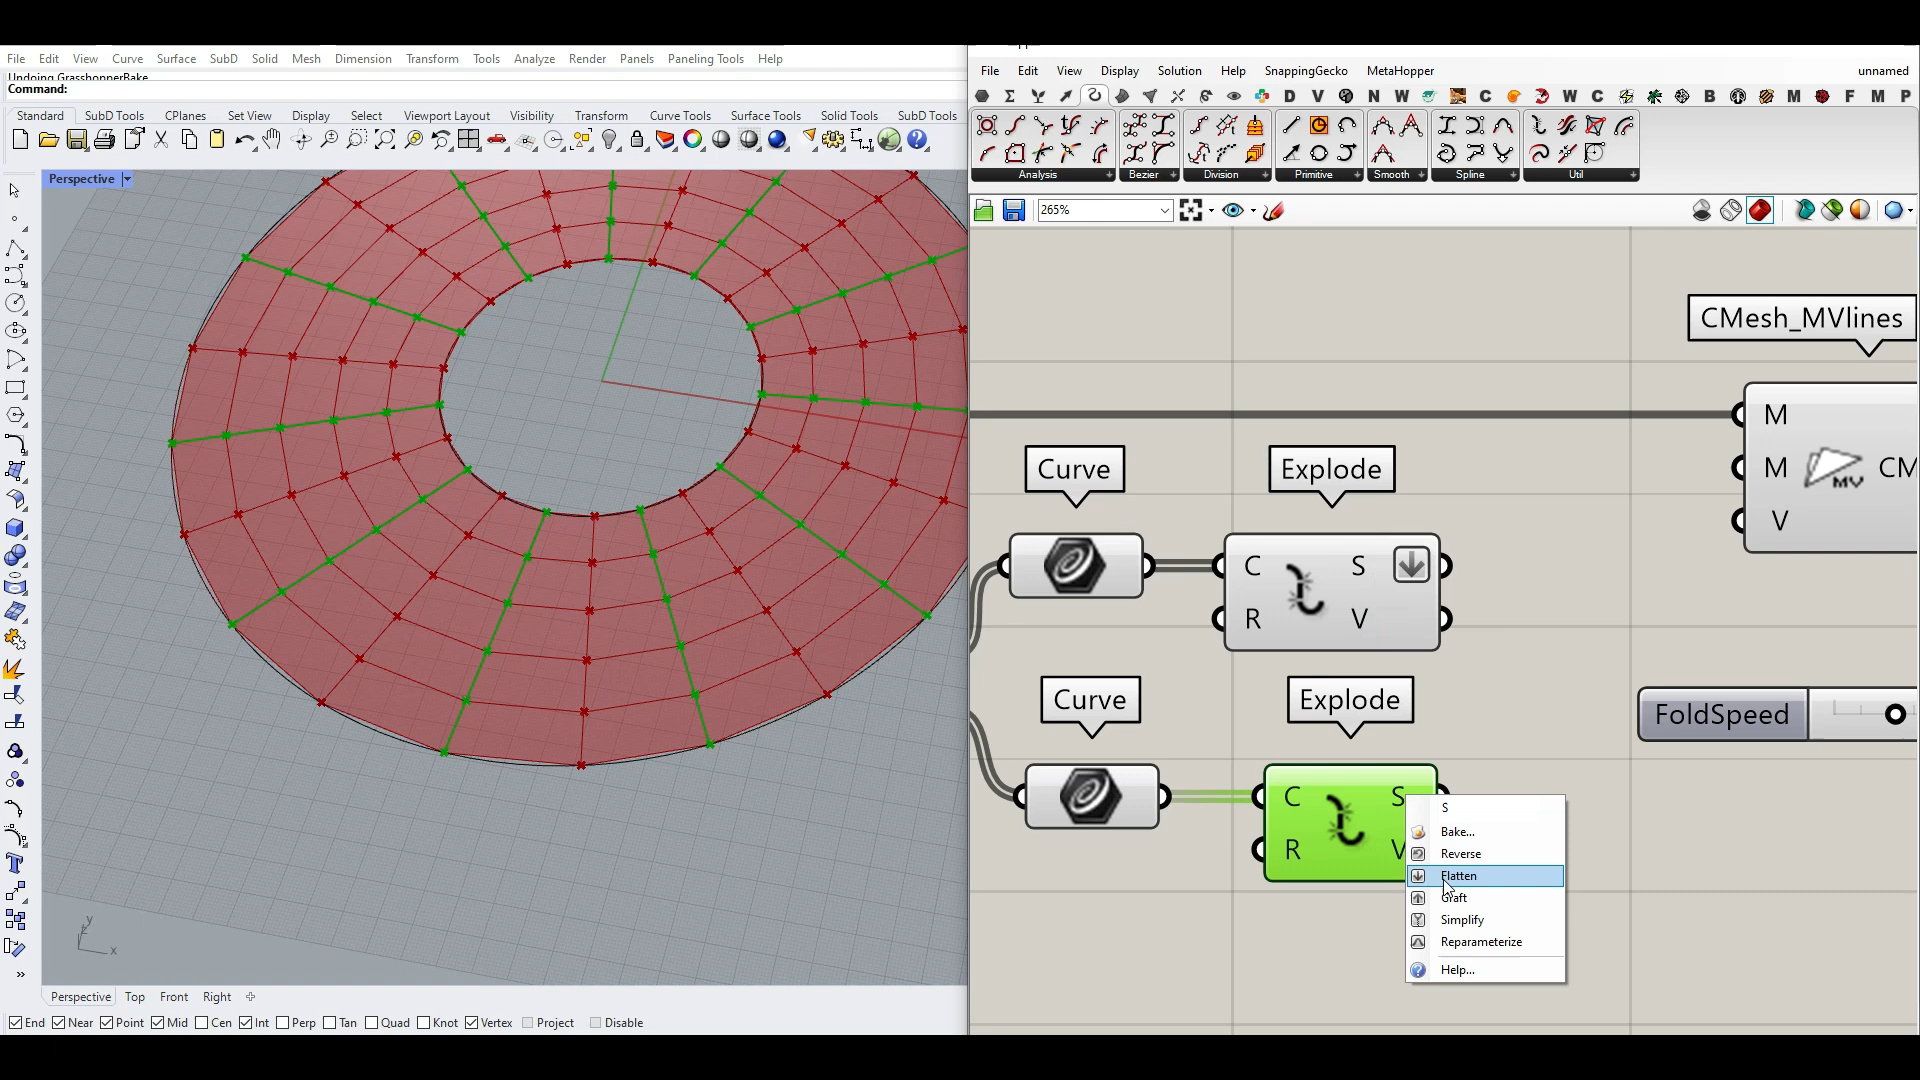 File Edit View Curve Surface SubD Solid Mesh Dimension Transform Tools Analyze Render Panels Paneling Tools Help
Undoing GrasshopperBake
Command:
Standard SubD Tools CPlanes Set View Display Select Viewport Layout Visibility Transform Curve Tools Surface Tools Solid Tools SubD Tools
Perspective
y
z
x
Perspective Top Front Right
End Near Point Mid Cen Int Perp Tan Quad Knot Vertex Project Disable
File Edit View Display Solution Help SnappingGecko MetaHopper unnamed
D V N W C W C B M F M P
Analysis Bezier Division Primitive Smooth Spline Util
265%
CMesh_MVlines
M
M MV CM
V
Curve Explode
C S
R V
Curve Explode
C S
R V
FoldSpeed
S
Bake...
Reverse
Flatten
Graft
Simplify
Reparameterize
Help...